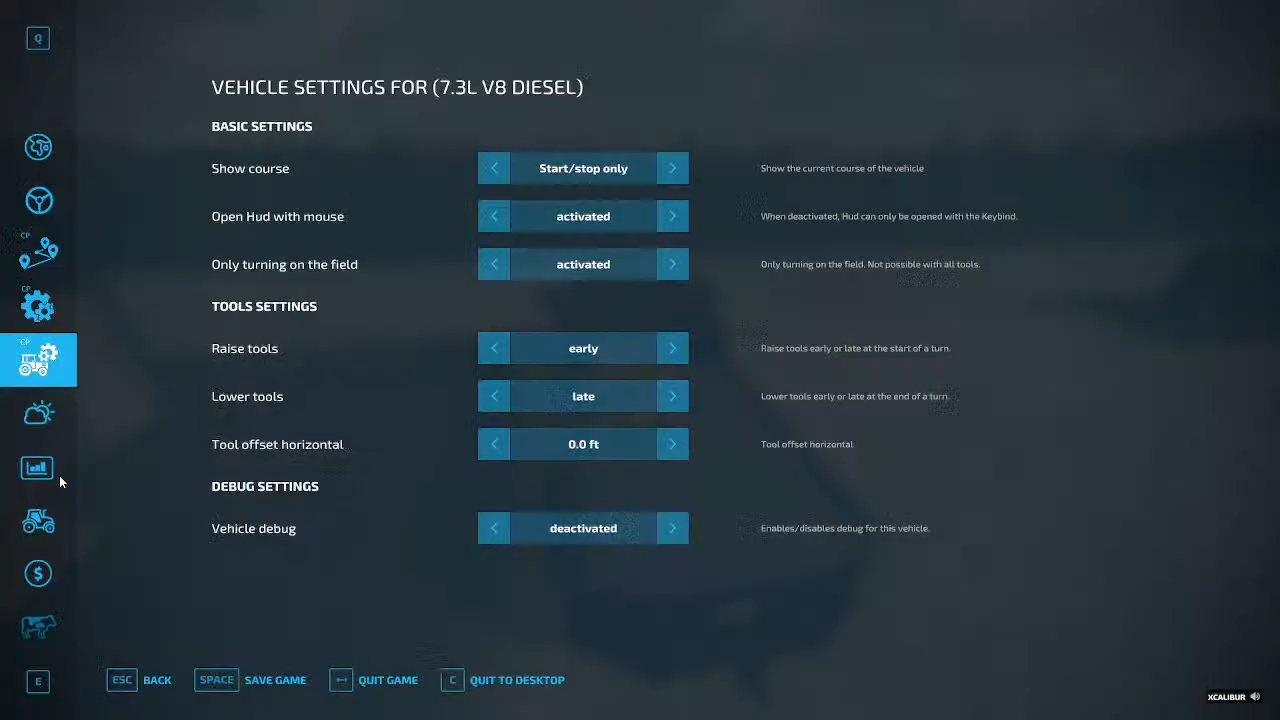 Q
VEHICLE SETTINGS FOR (7.3L V8 DIESEL)
BASIC SETTINGS
Show course Start/stop only Show the current course of the vehicle
Open Hud with mouse activated When deactivated, Hud can only be opened with the Keybind.
CP
Only turning on the field activated Only turning on the field. Not possible with all tools.
CP
TOOLS SETTINGS
CP
Raise tools early Raise tools early or late at the start of a turn.
Lower tools late Lower tools early or late at the end of a turn.
Tool offset horizontal 0.0 ft Tool offset horizontal
DEBUG SETTINGS
Vehicle debug deactivated Enables/disables debug for this vehicle.
$
E
ESC BACK SPACE SAVE GAME QUIT GAME C QUIT TO DESKTOP
XCALIBUR